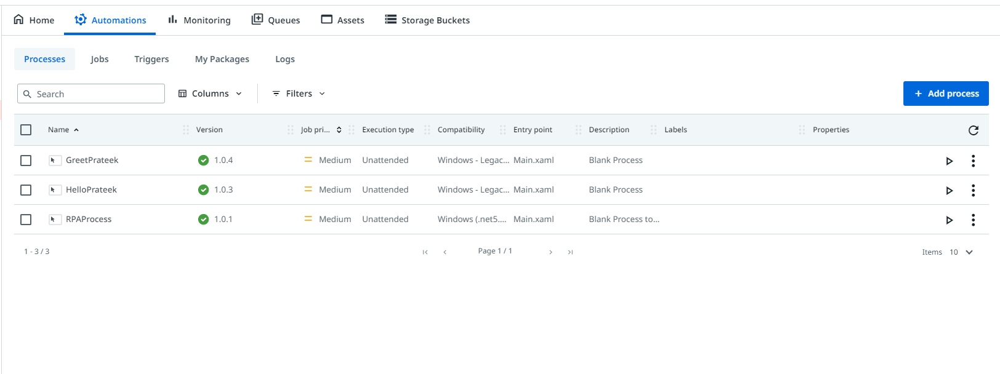 Home Automations Monitoring Queues Assets Storage Buckets
Processes Jobs Triggers My Packages Logs
Search Columns Filters + Add process
Name Version Job pri... Execution type Compatibility Entry point Description Labels Properties
GreetPrateek 1.0.4 Medium Unattended Windows - Legac... Main.xaml Blank Process
HelloPrateek 1.0.3 Medium Unattended Windows - Legac... Main.xaml Blank Process
RPAProcess 1.0.1 Medium Unattended Windows (.net5.... Main.xaml Blank Process to...
1 - 3 / 3 Page 1 / 1 Items 10